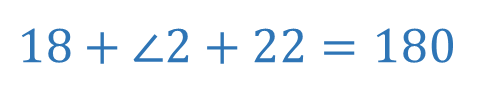 18 + ∠2 + 22 = 180